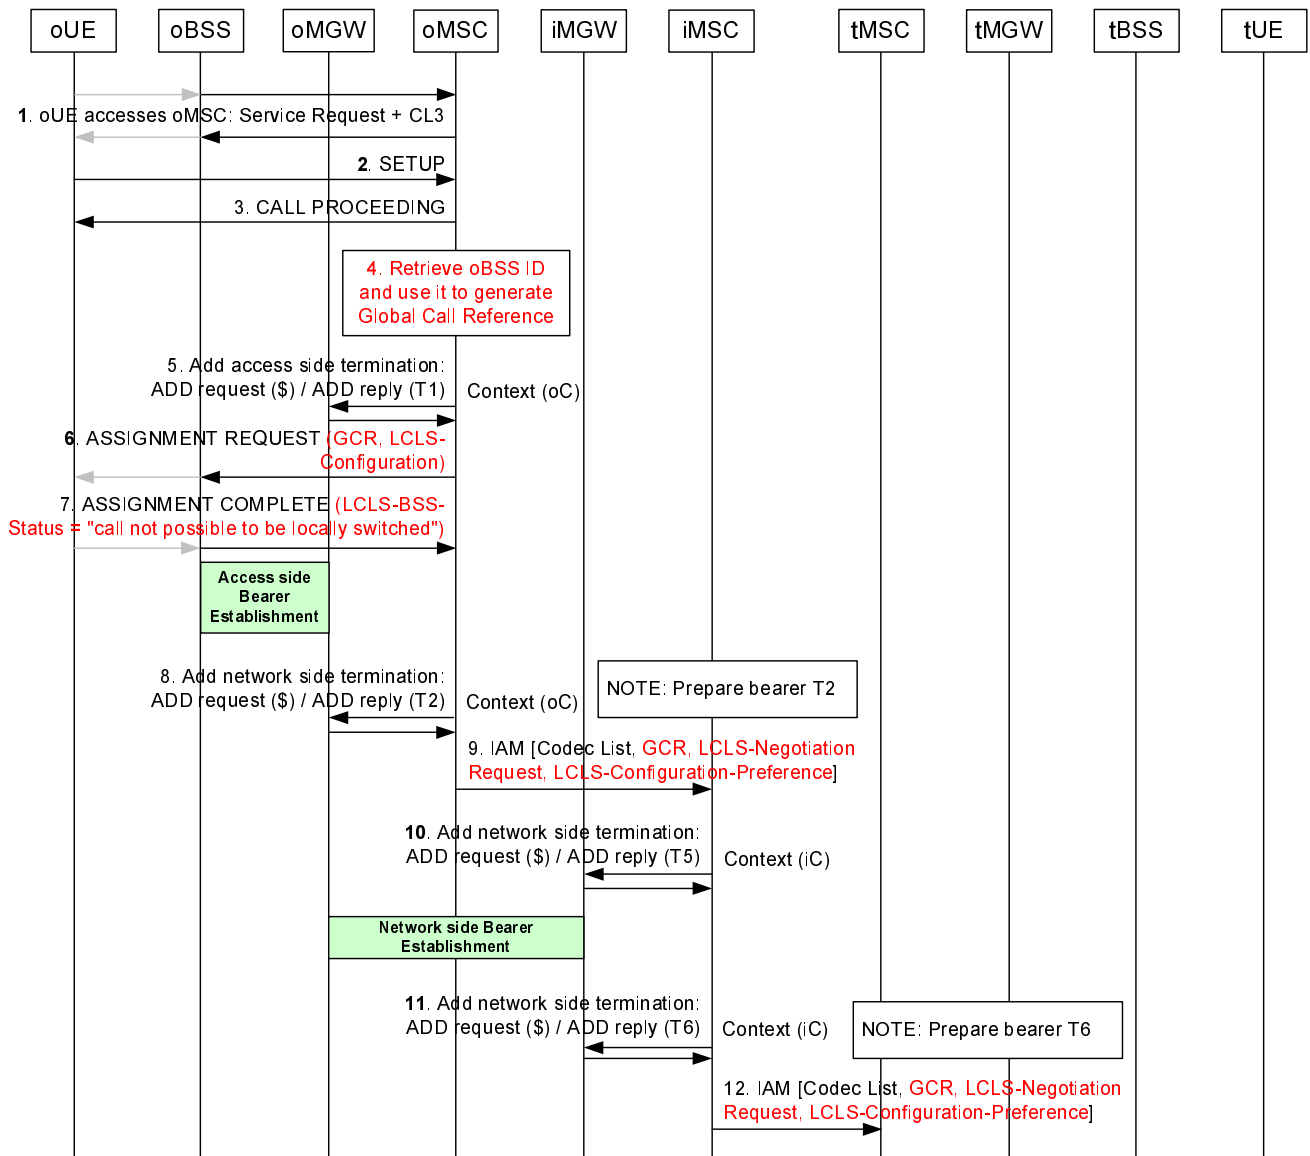 oUE oBSS oMGW oMSC iMGW iMSC tMSC tMGW tBSS tUE
1. oUE accesses oMSC: Service Request + CL3
2. SETUP
3. CALL PROCEEDING
4. Retrieve oBSS ID
and use it to generate
Global Call Reference
5. Add access side termination:
ADD request ($) / ADD reply (T1)
Context (oC)
6. ASSIGNMENT REQUEST (GCR, LCLS-
Configuration)
7. ASSIGNMENT COMPLETE (LCLS-BSS-
Status = "call not possible to be locally switched")
Access side
Bearer
Establishment
8. Add network side termination:
ADD request ($) / ADD reply (T2)
Context (oC)
NOTE: Prepare bearer T2
9. IAM [Codec List, GCR, LCLS-Negotiation
Request, LCLS-Configuration-Preference]
10. Add network side termination:
ADD request ($) / ADD reply (T5)
Context (iC)
Network side Bearer
Establishment
11. Add network side termination:
ADD request ($) / ADD reply (T6)
Context (iC)
NOTE: Prepare bearer T6
12. IAM [Codec List, GCR, LCLS-Negotiation
Request, LCLS-Configuration-Preference]